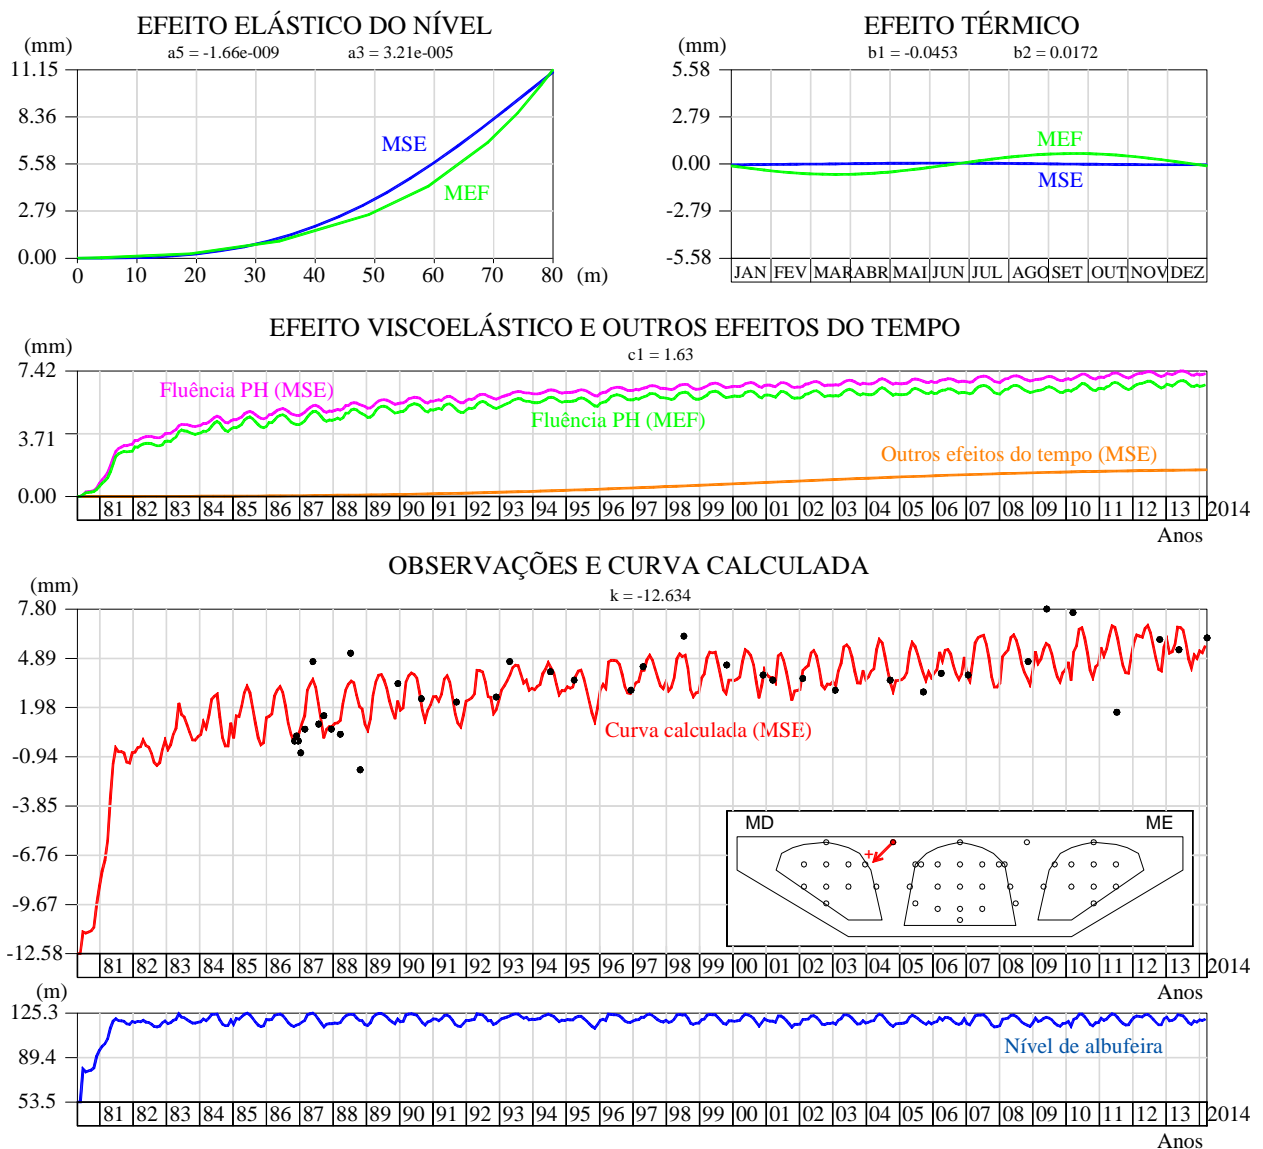 EFEITO ELÁSTICO DO NÍVEL
(mm)
a5 = -1.66e-009 a3 = 3.21e-005
11.15
8.36
5.58
2.79
0.00
MSE
MEF
0 10 20 30 40 50 60 70 80 (m)
EFEITO TÉRMICO
(mm)
b1 = -0.0453 b2 = 0.0172
5.58
2.79
0.00
-2.79
-5.58
MEF
MSE
JAN FEV MAR ABR MAI JUN JUL AGO SET OUT NOV DEZ
EFEITO VISCOELÁSTICO E OUTROS EFEITOS DO TEMPO
(mm)
c1 = 1.63
7.42
3.71
0.00
Fluência PH (MSE)
Fluência PH (MEF)
Outros efeitos do tempo (MSE)
81 82 83 84 85 86 87 88 89 90 91 92 93 94 95 96 97 98 99 00 01 02 03 04 05 06 07 08 09 10 11 12 13 2014
Anos
OBSERVAÇÕES E CURVA CALCULADA
(mm)
k = -12.634
7.80
4.89
1.98
-0.94
-3.85
-6.76
-9.67
-12.58
Curva calculada (MSE)
MD ME
+
81 82 83 84 85 86 87 88 89 90 91 92 93 94 95 96 97 98 99 00 01 02 03 04 05 06 07 08 09 10 11 12 13 2014
Anos
(m)
125.3
89.4
53.5
Nível de albufeira
81 82 83 84 85 86 87 88 89 90 91 92 93 94 95 96 97 98 99 00 01 02 03 04 05 06 07 08 09 10 11 12 13 2014
Anos